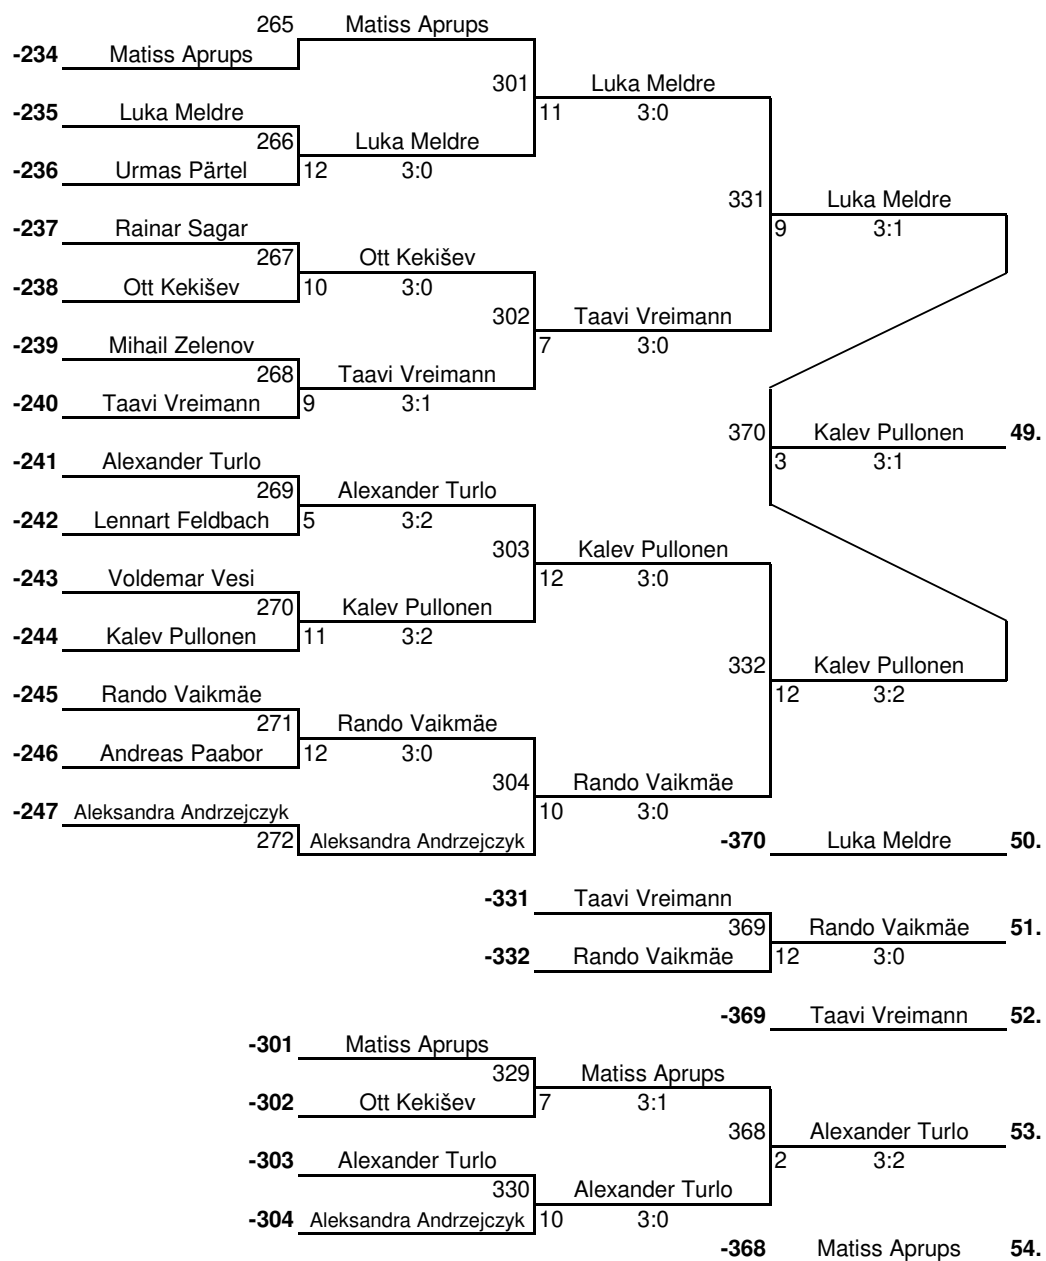 265 Matiss Aprups
-234 Matiss Aprups
301 Luka Meldre
-235 Luka Meldre 11 3:0
266 Luka Meldre
-236 Urmas Pärtel 12 3:0
331 Luka Meldre
-237 Rainar Sagar 9 3:1
267 Ott Kekišev
-238 Ott Kekišev 10 3:0
302 Taavi Vreimann
-239 Mihail Zelenov 7 3:0
268 Taavi Vreimann
-240 Taavi Vreimann 9 3:1
370 Kalev Pullonen 49.
-241 Alexander Turlo 3 3:1
269 Alexander Turlo
-242 Lennart Feldbach 5 3:2
303 Kalev Pullonen
-243 Voldemar Vesi 12 3:0
270 Kalev Pullonen
-244 Kalev Pullonen 11 3:2
332 Kalev Pullonen
-245 Rando Vaikmäe 12 3:2
271 Rando Vaikmäe
-246 Andreas Paabor 12 3:0
304 Rando Vaikmäe
-247 Aleksandra Andrzejczyk 10 3:0
272 Aleksandra Andrzejczyk -370 Luka Meldre 50.
-331 Taavi Vreimann
369 Rando Vaikmäe 51.
-332 Rando Vaikmäe 12 3:0
-369 Taavi Vreimann 52.
-301 Matiss Aprups
329 Matiss Aprups
-302 Ott Kekišev 7 3:1
368 Alexander Turlo 53.
-303 Alexander Turlo 2 3:2
330 Alexander Turlo
-304 Aleksandra Andrzejczyk 10 3:0
-368 Matiss Aprups 54.